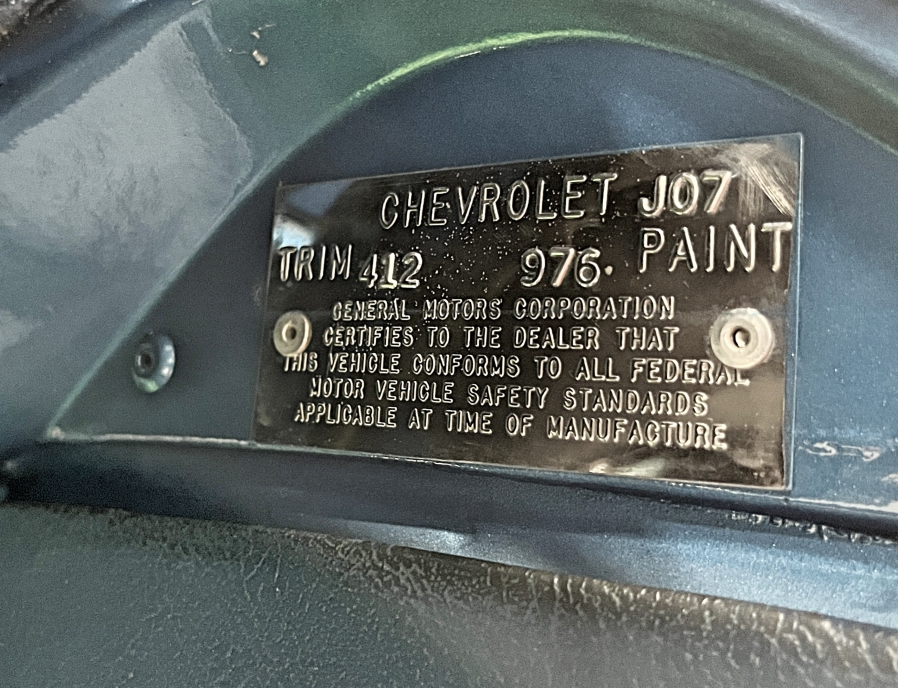 CHEVROLET J07
TRIM 412 976. PAINT
GENERAL MOTORS CORPORATION
CERTIFIES TO THE DEALER THAT
THIS VEHICLE CONFORMS TO ALL FEDERAL
MOTOR VEHICLE SAFETY STANDARDS
APPLICABLE AT TIME OF MANUFACTURE